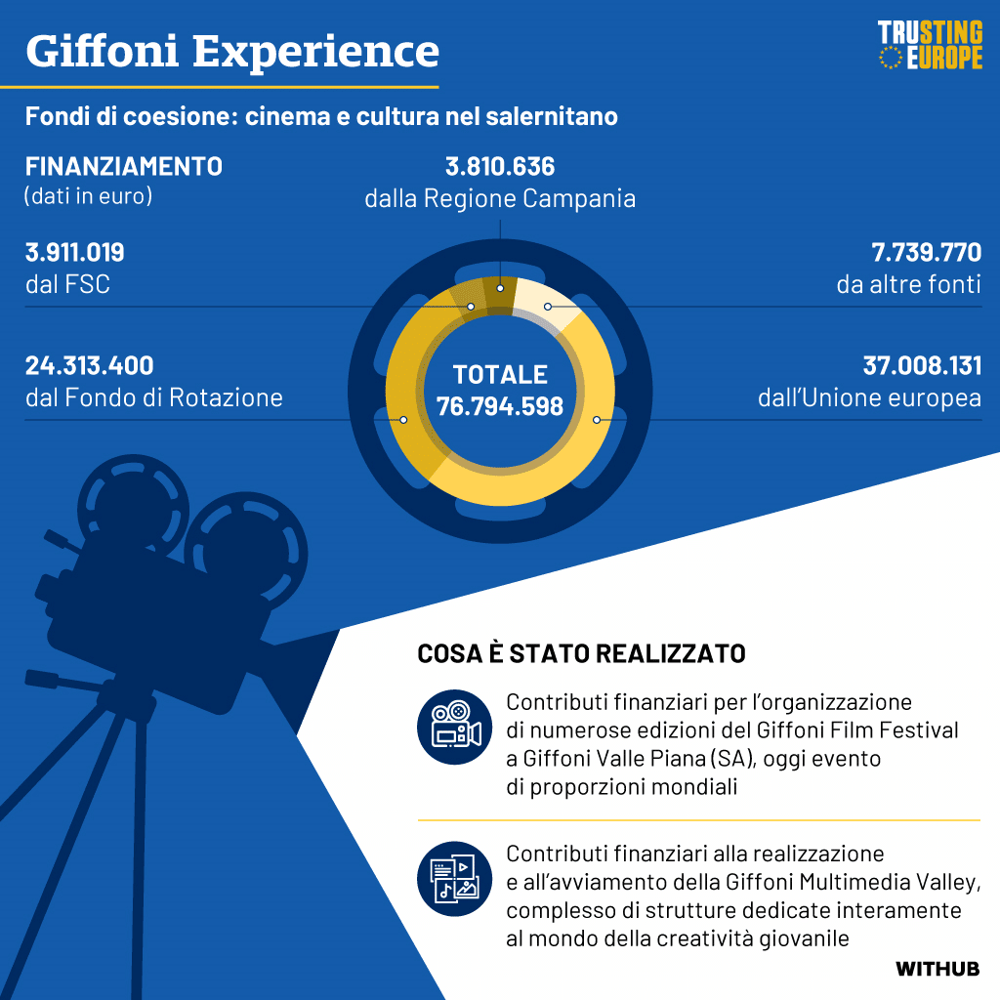 Giffoni Experience
TRUSTING
EUROPE
Fondi di coesione: cinema e cultura nel salernitano
FINANZIAMENTO
(dati in euro)
3.810.636
dalla Regione Campania
3.911.019
dal FSC
7.739.770
da altre fonti
24.313.400
dal Fondo di Rotazione
37.008.131
dall’Unione europea
TOTALE
76.794.598
COSA È STATO REALIZZATO
Contributi finanziari per l’organizzazione
di numerose edizioni del Giffoni Film Festival
a Giffoni Valle Piana (SA), oggi evento
di proporzioni mondiali
Contributi finanziari alla realizzazione
e all’avviamento della Giffoni Multimedia Valley,
complesso di strutture dedicate interamente
al mondo della creatività giovanile
WITHUB